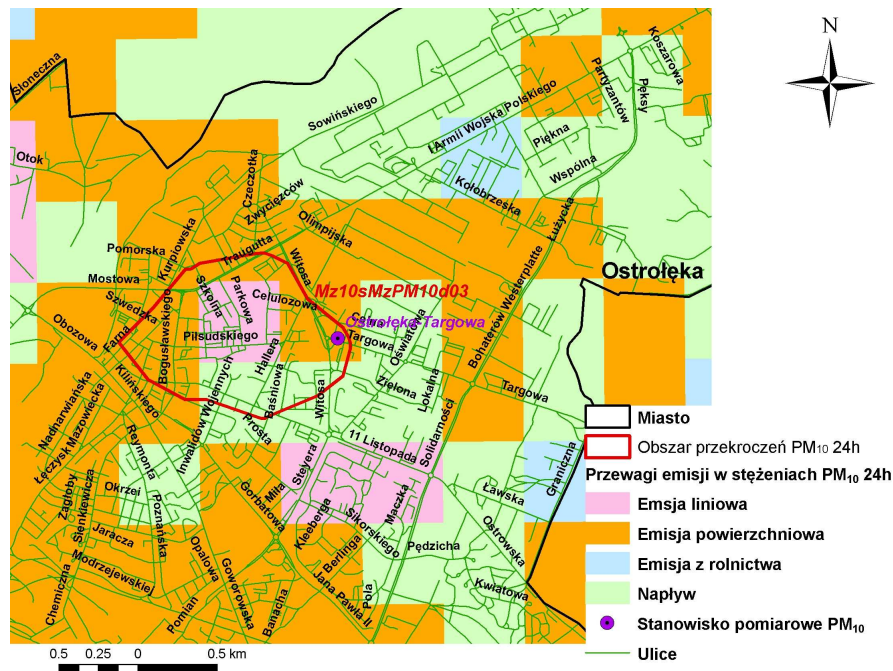 N
Słoneczna
Koszarowa
Partyzantów
Pęksy
Sowińskiego
I Armii Wojska Polskiego
Piękna
Otok
Wspólna
Czeczotka
Kołobrzeska
Zwycięzców
Łużycka
Olimpijska
Kurpiowska
Pomorska
Traugutta
Witosa
Bohaterów Westerplatte
Ostrołęka
Mostowa
Szkolna
Parkowa
Celulozowa
Mz10sMzPM10d03
Szwedzka
Ostrołęka-Targowa
Obozowa
Farna
Bogusławskiego
Piłsudskiego
Targowa
Oświatowa
Hallera
Kilińskiego
Inwalidów Wojennych
Baśniowa
Witosa
Zielona
Lokalna
Targowa
Nadnarwiańska
Mazowiecka
Łęczysk
Prosta
11 Listopada
Solidarności
Graniczna
Reymonta
Steyera
Zagłoby
Sienkiewicza
Okrzei
Poznańska
Gorbatowa
Miła
Kleeberga
Sikorskiego
Maczka
Ławska
Ostrowska
Jaracza
Berlinga
Pędzicha
Modrzejewskiej
Opalowa
Goworowska
Chemiczna
Pomian
Banacha
Jana Pawła II
Pola
Kwiatowa
Miasto
Obszar przekroczeń PM10 24h
Przewagi emisji w stężeniach PM10 24h
Emsja liniowa
Emisja powierzchniowa
Emisja z rolnictwa
Napływ
Stanowisko pomiarowe PM10
Ulice
0.5 0.25 0 0.5 km